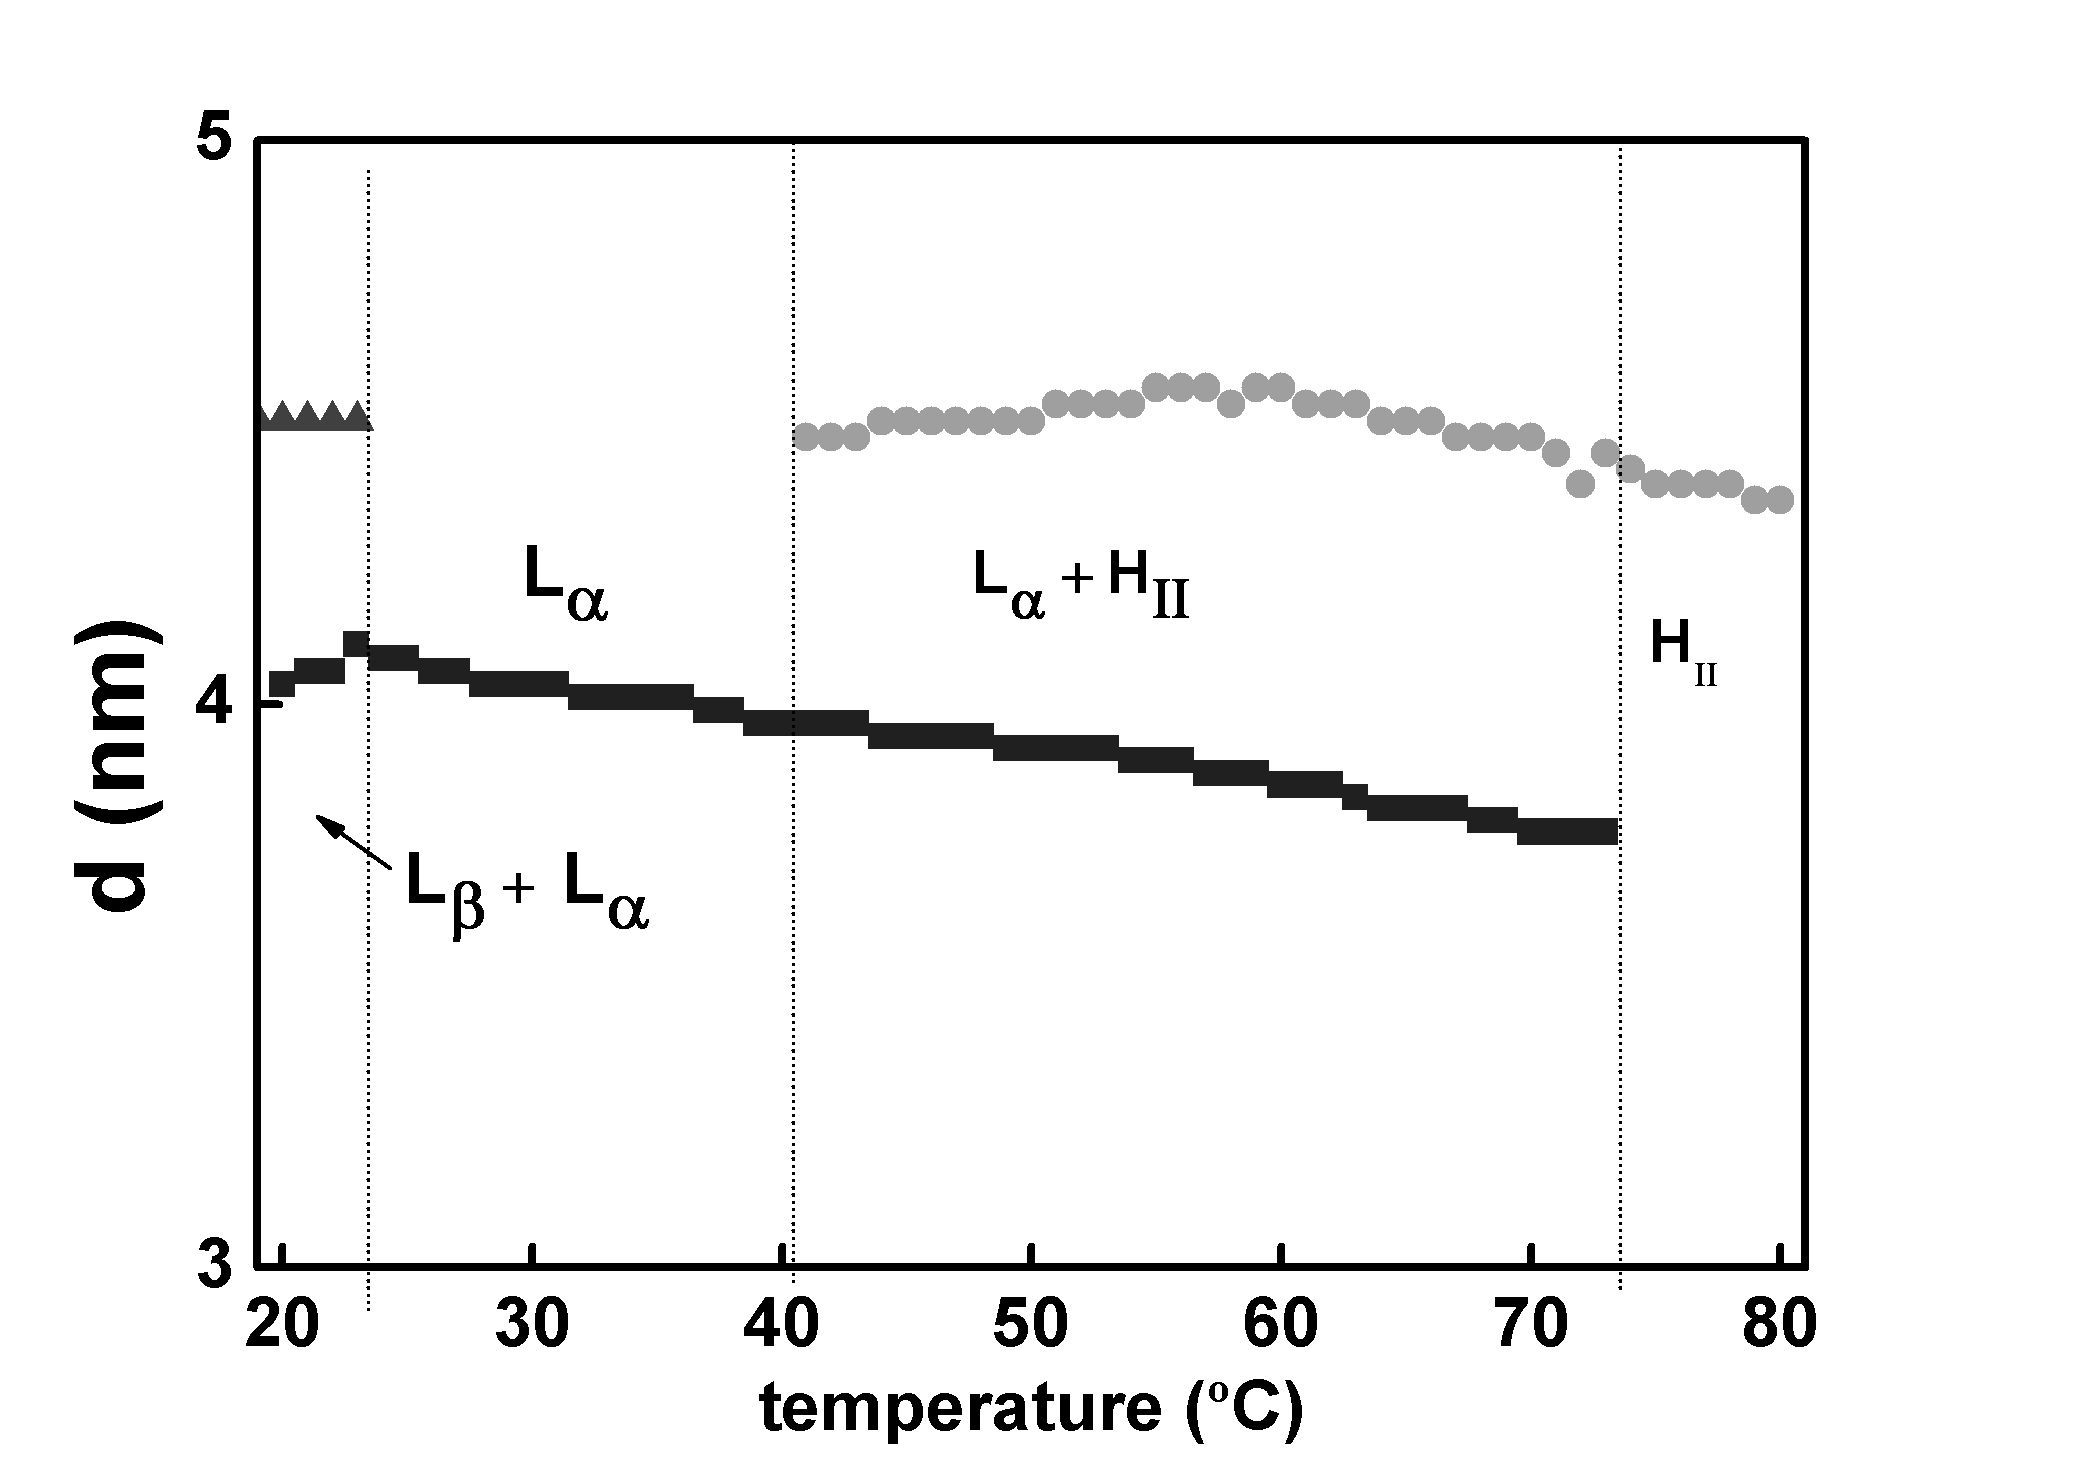 5
4
3
d (nm)
Lα
Lα + HII
HII
Lβ + Lα
20 30 40 50 60 70 80
temperature (°C)